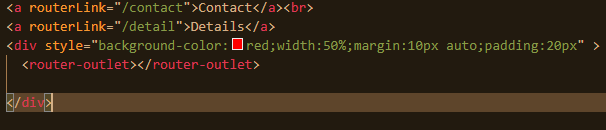 <a routerLink="/contact">Contact</a><br>
<a routerLink="/detail">Details</a>
<div style="background-color:red;width:50%;margin:10px auto;padding:20px" >
<router-outlet></router-outlet>
</div>